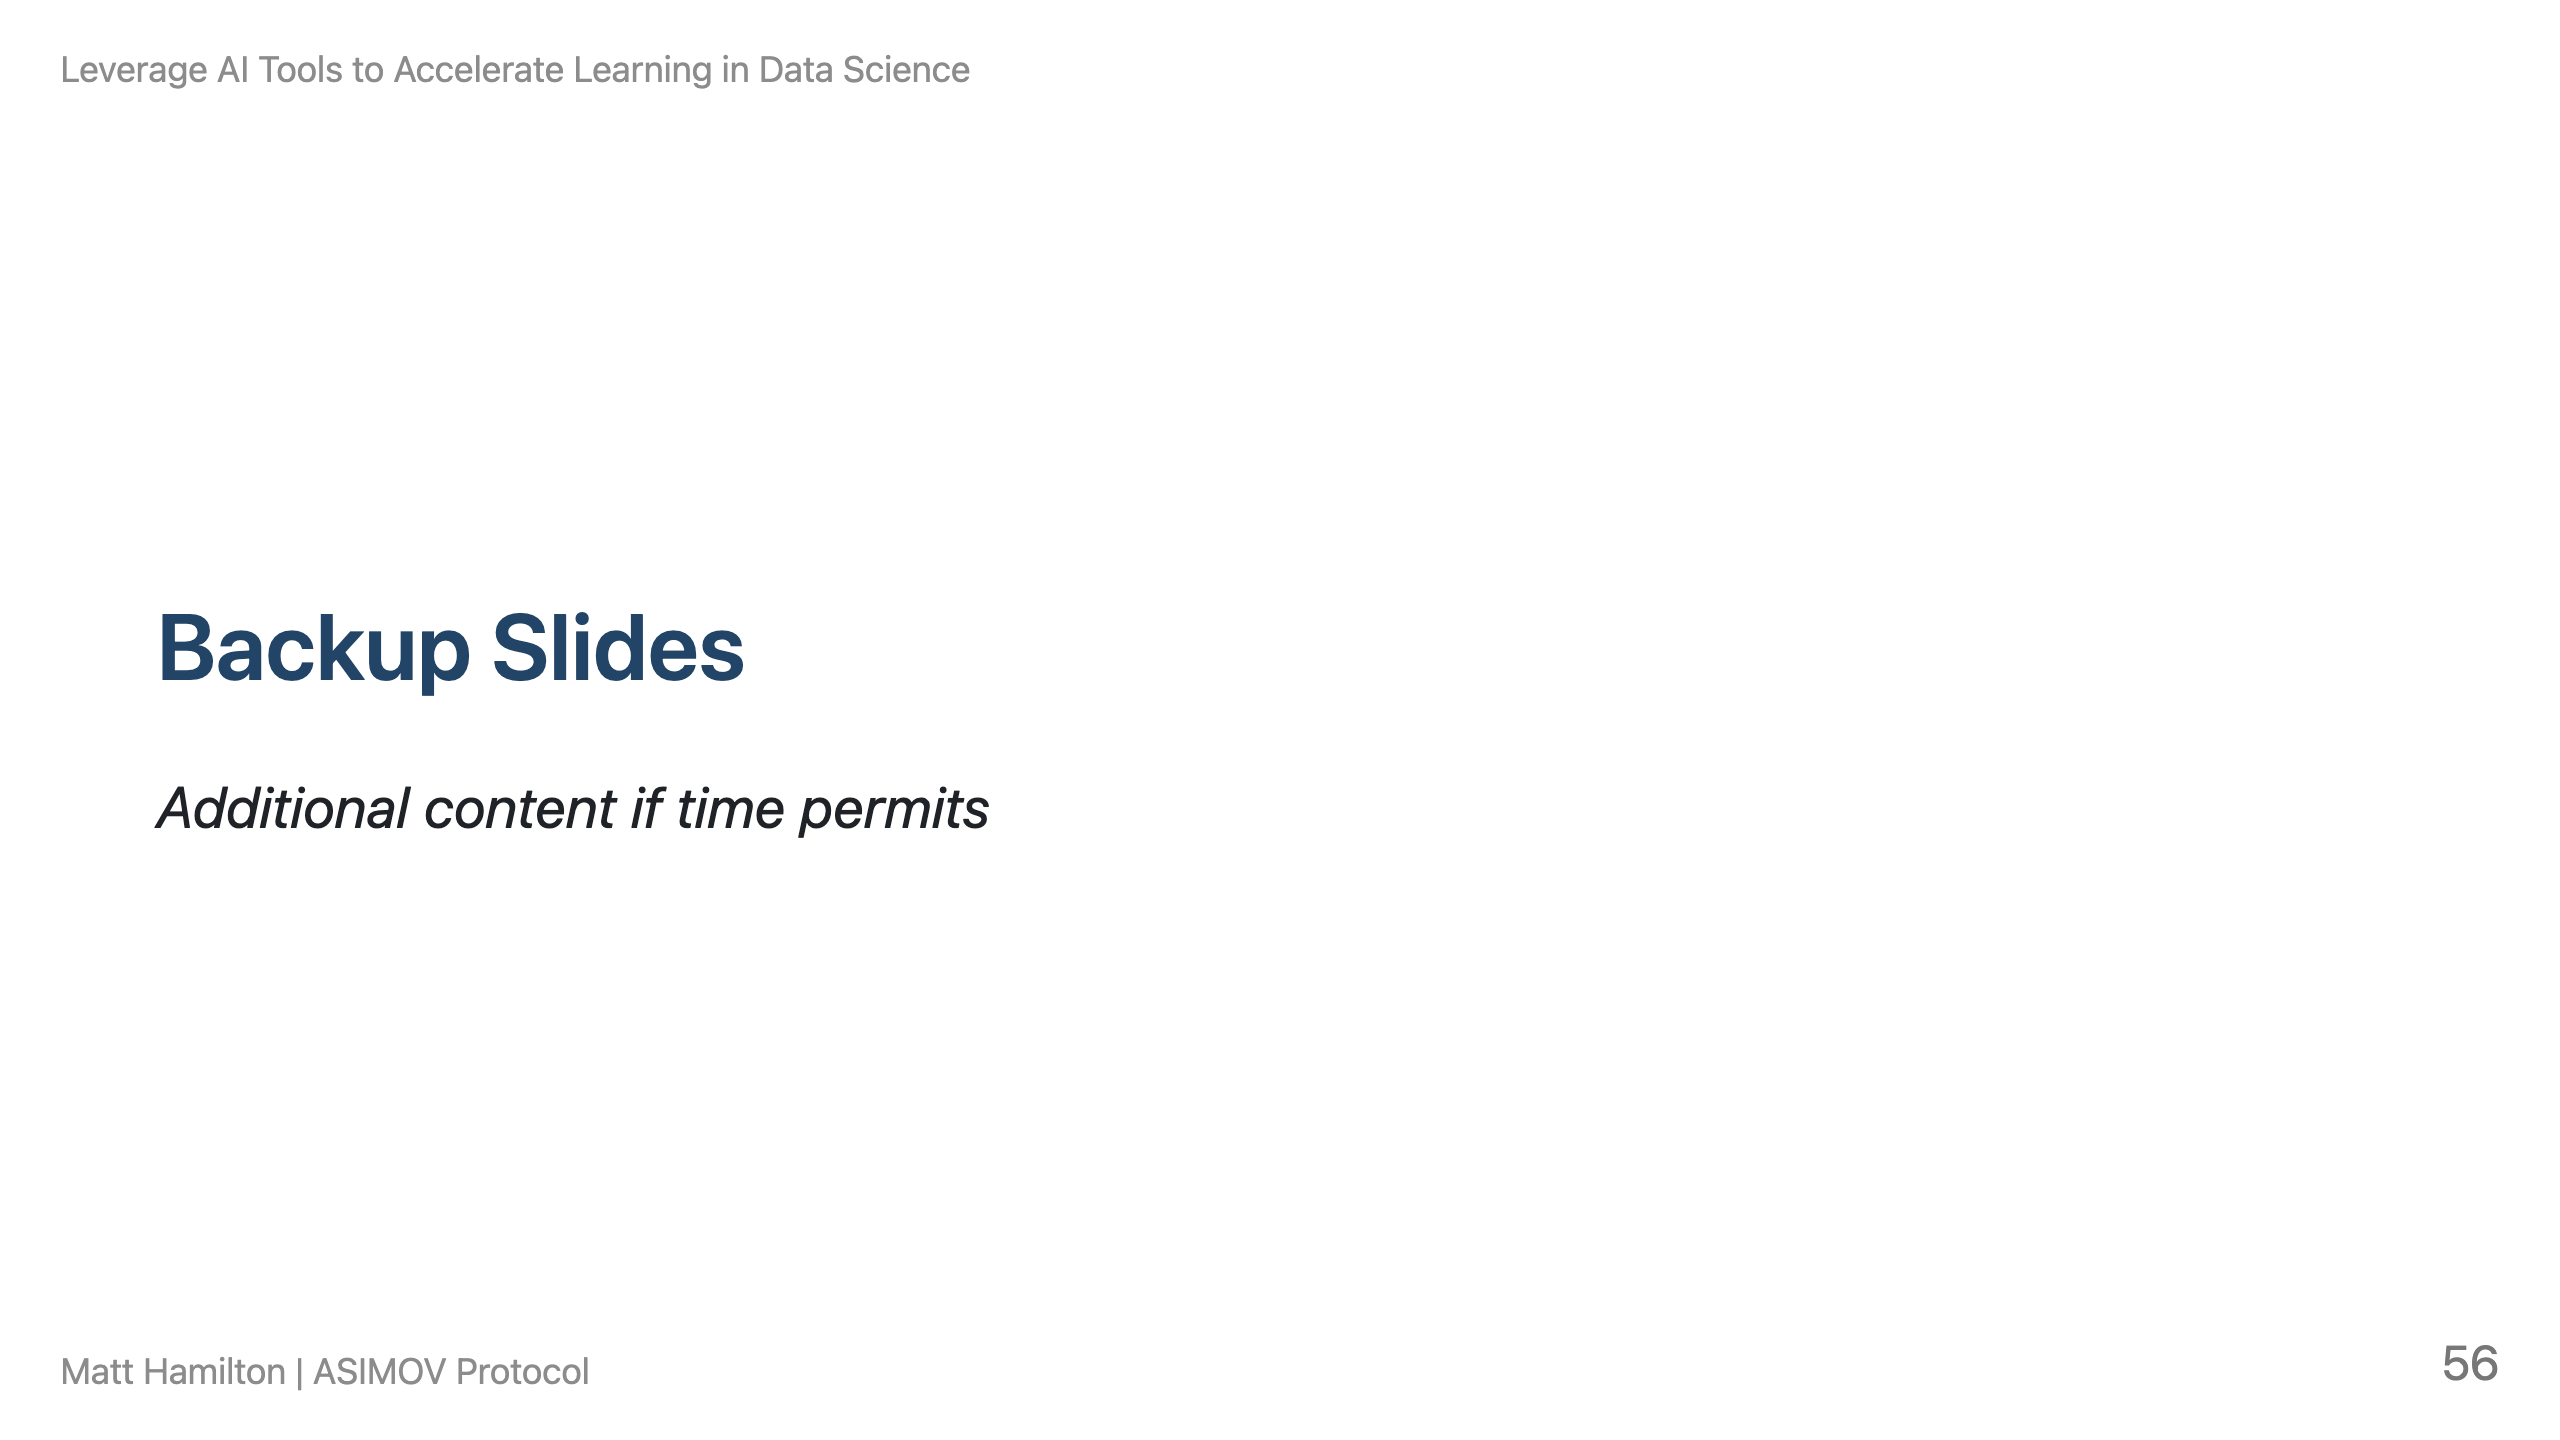 Leverage AI Tools to Accelerate Learning in Data Science
Backup Slides
Additional content if time permits
Matt Hamilton | ASIMOV Protocol
56